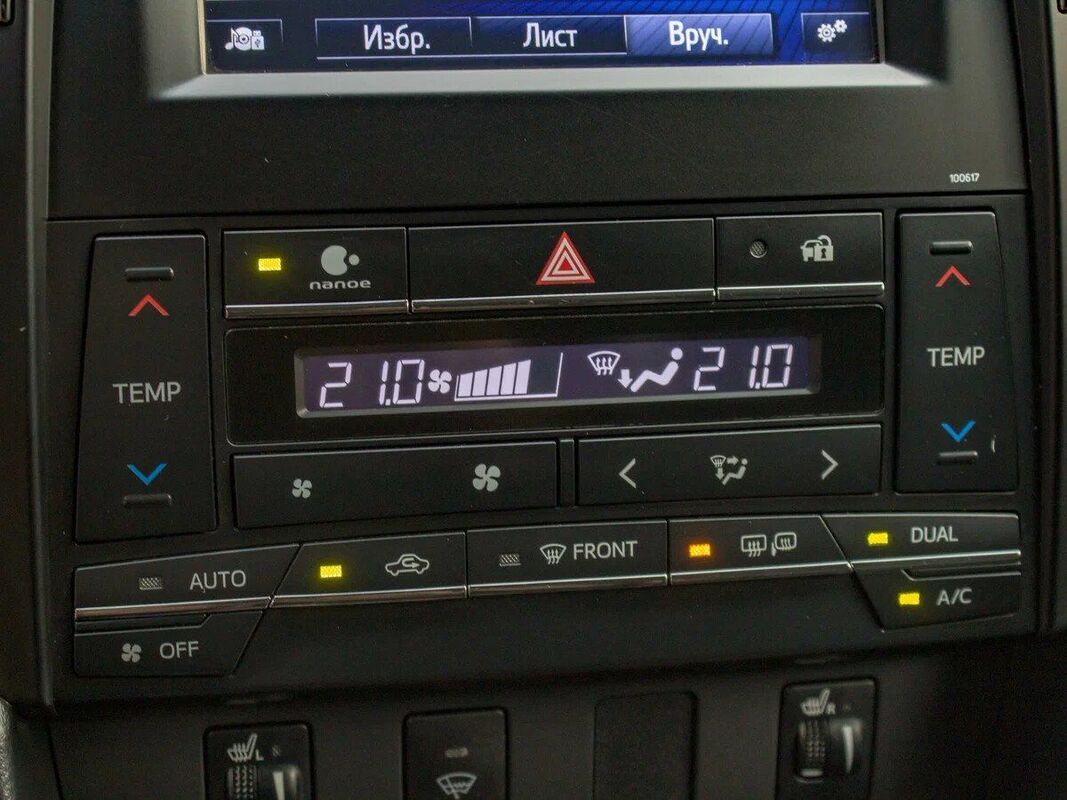 Избр. Лист Вруч.
100617
nanoe
TEMP 21.0 21.0 TEMP
AUTO FRONT DUAL
OFF A/C
L R